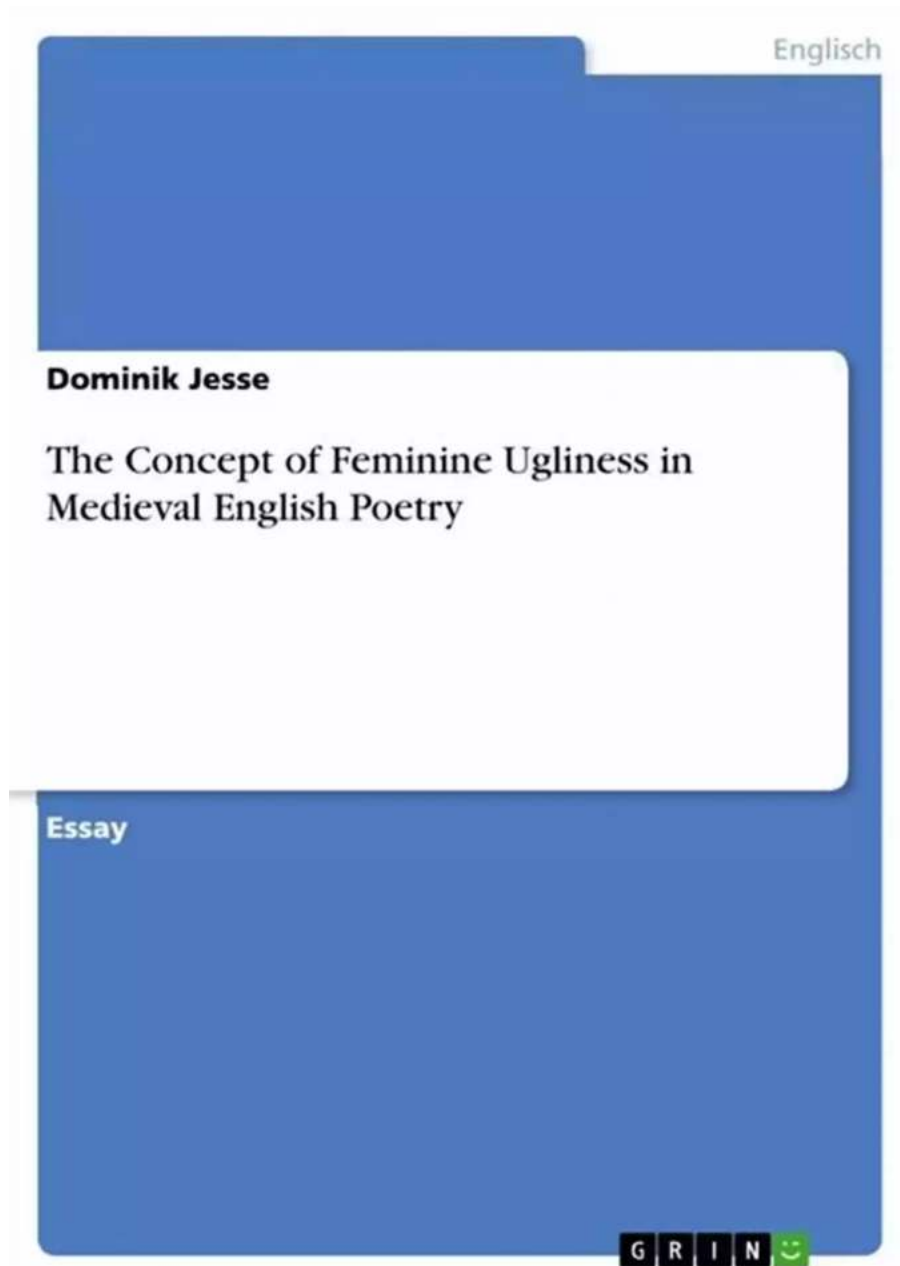 Englisch
Dominik Jesse
The Concept of Feminine Ugliness in
Medieval English Poetry
Essay
GRIN